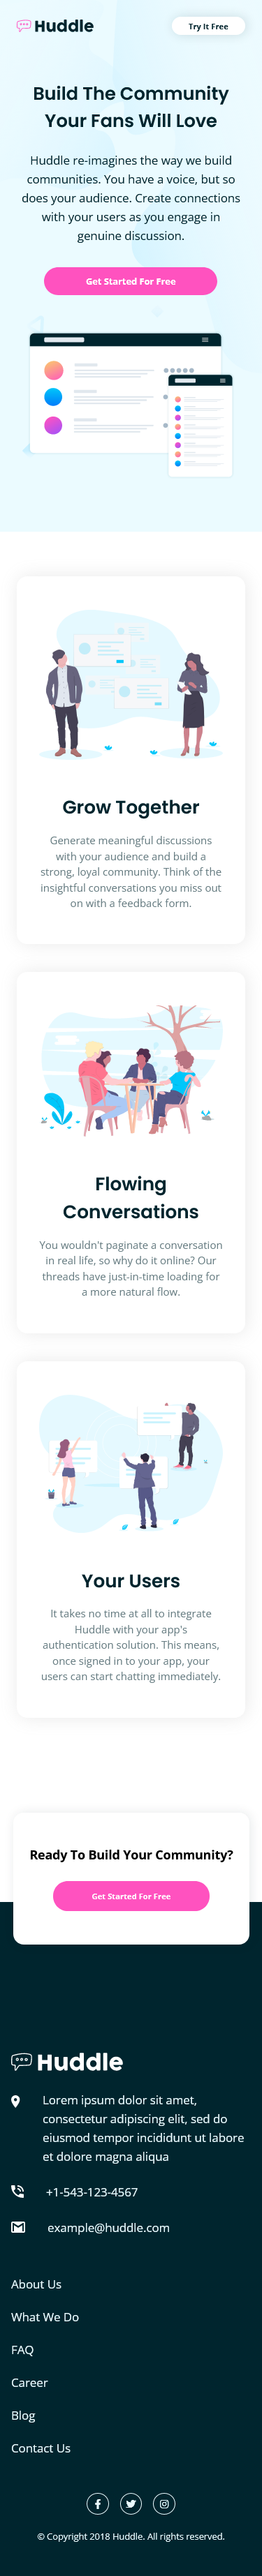 Huddle
Try It Free
Build The Community
Your Fans Will Love
Huddle re-imagines the way we build
communities. You have a voice, but so
does your audience. Create connections
with your users as you engage in
genuine discussion.
Get Started For Free
Grow Together
Generate meaningful discussions
with your audience and build a
strong, loyal community. Think of the
insightful conversations you miss out
on with a feedback form.
Flowing
Conversations
You wouldn't paginate a conversation
in real life, so why do it online? Our
threads have just-in-time loading for
a more natural flow.
Your Users
It takes no time at all to integrate
Huddle with your app's
authentication solution. This means,
once signed in to your app, your
users can start chatting immediately.
Ready To Build Your Community?
Get Started For Free
Huddle
Lorem ipsum dolor sit amet,
consectetur adipiscing elit, sed do
eiusmod tempor incididunt ut labore
et dolore magna aliqua
+1-543-123-4567
example@huddle.com
About Us
What We Do
FAQ
Career
Blog
Contact Us
© Copyright 2018 Huddle. All rights reserved.